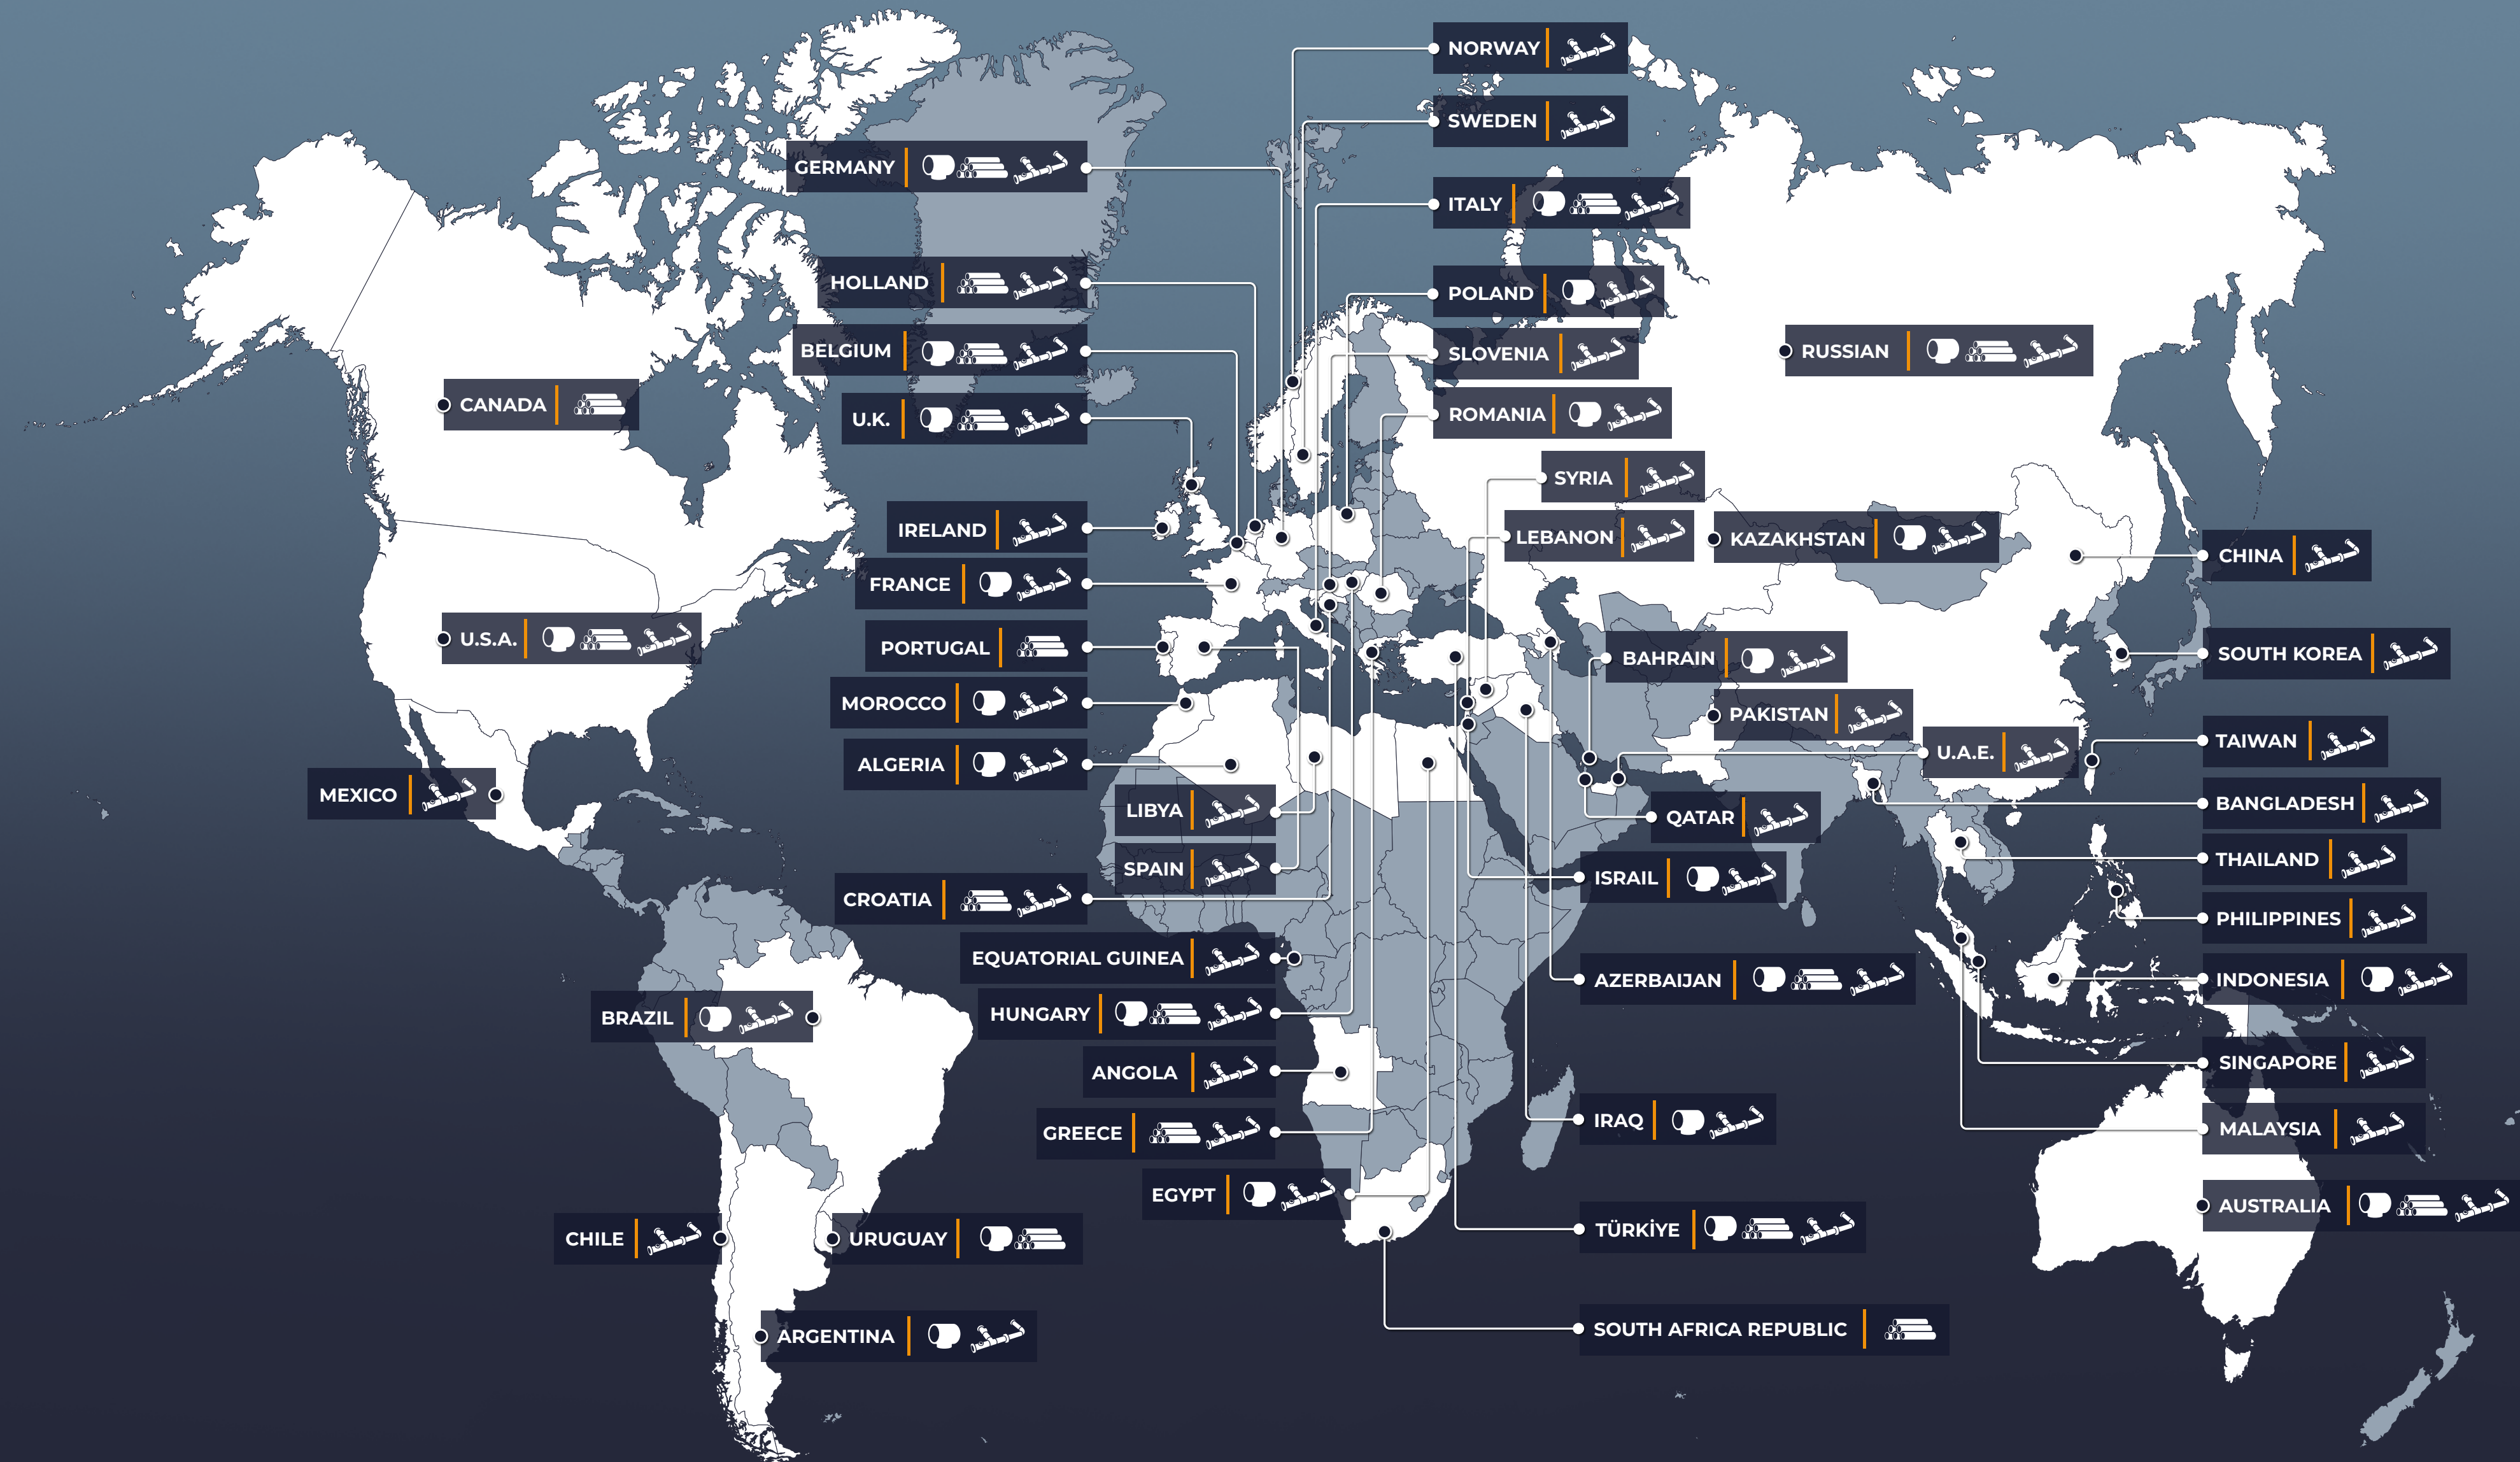 NORWAY
SWEDEN
GERMANY
ITALY
HOLLAND
POLAND
BELGIUM
SLOVENIA
RUSSIAN
CANADA
U.K.
ROMANIA
SYRIA
IRELAND
LEBANON
KAZAKHSTAN
CHINA
FRANCE
U.S.A.
PORTUGAL
BAHRAIN
SOUTH KOREA
MOROCCO
PAKISTAN
TAIWAN
ALGERIA
U.A.E.
MEXICO
LIBYA
QATAR
BANGLADESH
SPAIN
ISRAIL
THAILAND
CROATIA
PHILIPPINES
EQUATORIAL GUINEA
AZERBAIJAN
INDONESIA
BRAZIL
HUNGARY
ANGOLA
SINGAPORE
GREECE
IRAQ
MALAYSIA
EGYPT
AUSTRALIA
CHILE
URUGUAY
TÜRKİYE
ARGENTINA
SOUTH AFRICA REPUBLIC